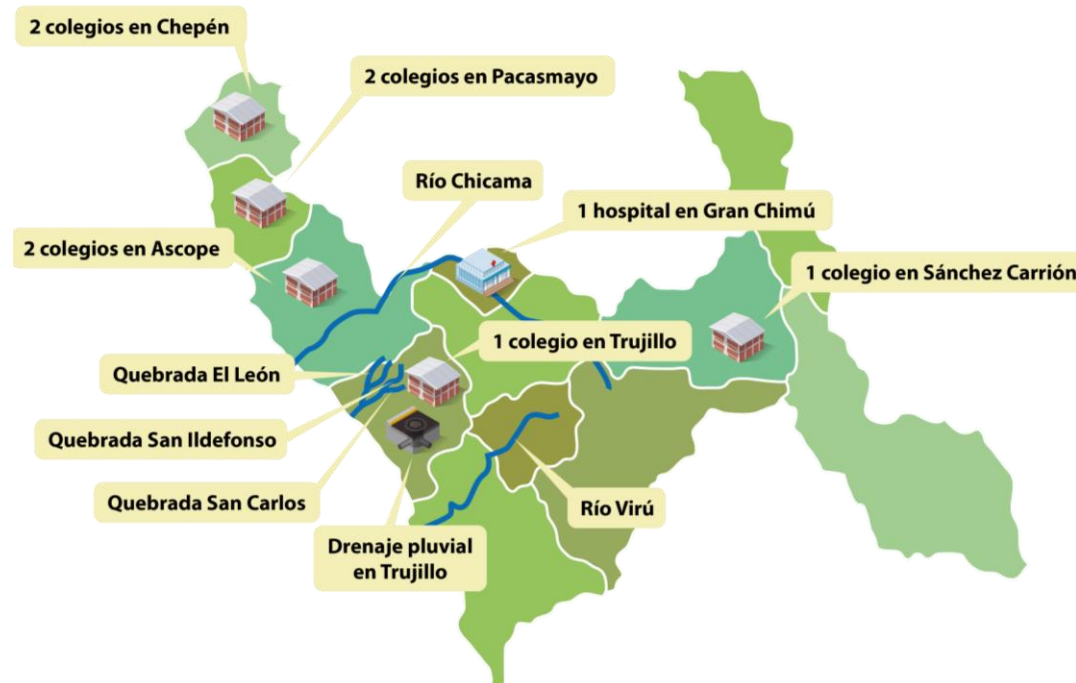 2 colegios en Chepén
2 colegios en Pacasmayo
Río Chicama
1 hospital en Gran Chimú
2 colegios en Ascope
1 colegio en Sánchez Carrión
1 colegio en Trujillo
Quebrada El León
Quebrada San Ildefonso
Quebrada San Carlos
Río Virú
Drenaje pluvial
en Trujillo